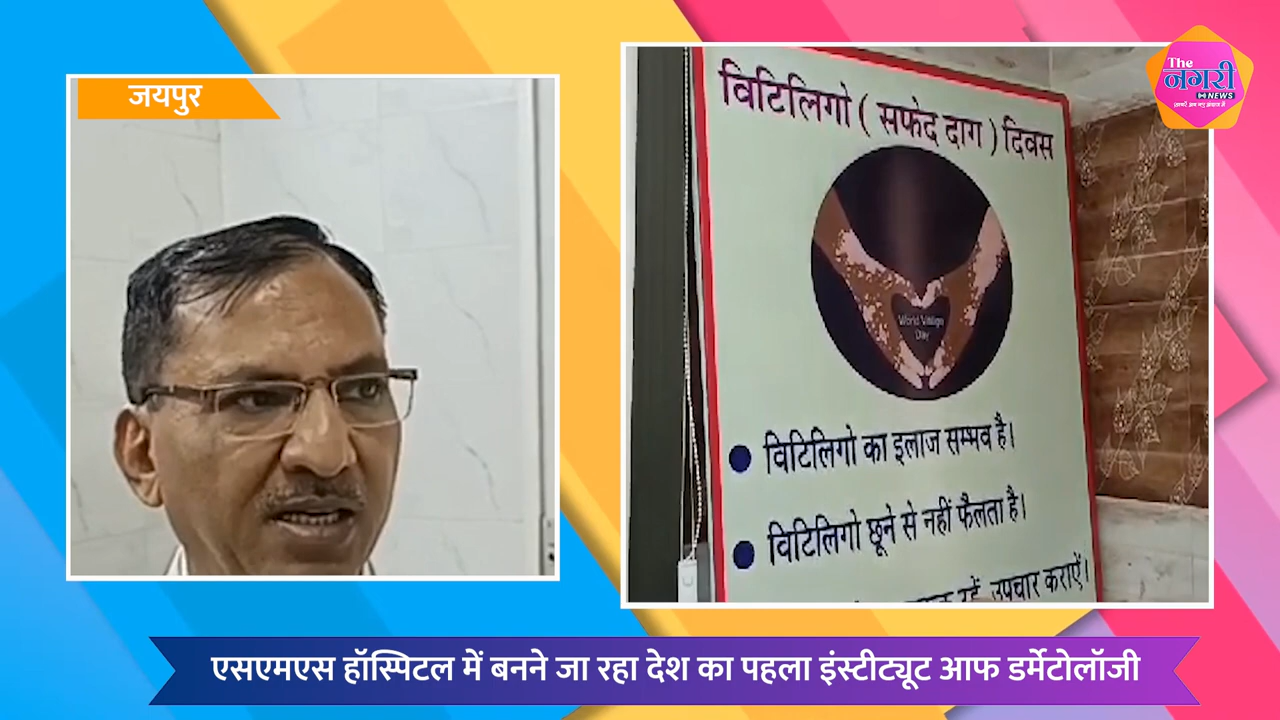 जयपुर
The
नगरी
NEWS
विटिलिगो ( सफेद दाग ) दिवस
World Vitiligo
Day
विटिलिगो का इलाज सम्भव है।
विटिलिगो छूने से नहीं फैलता है।
रहें, उपचार कराऐं।
एसएमएस हॉस्पिटल में बनने जा रहा देश का पहला इंस्टीट्यूट आफ डर्मेटोलॉजी